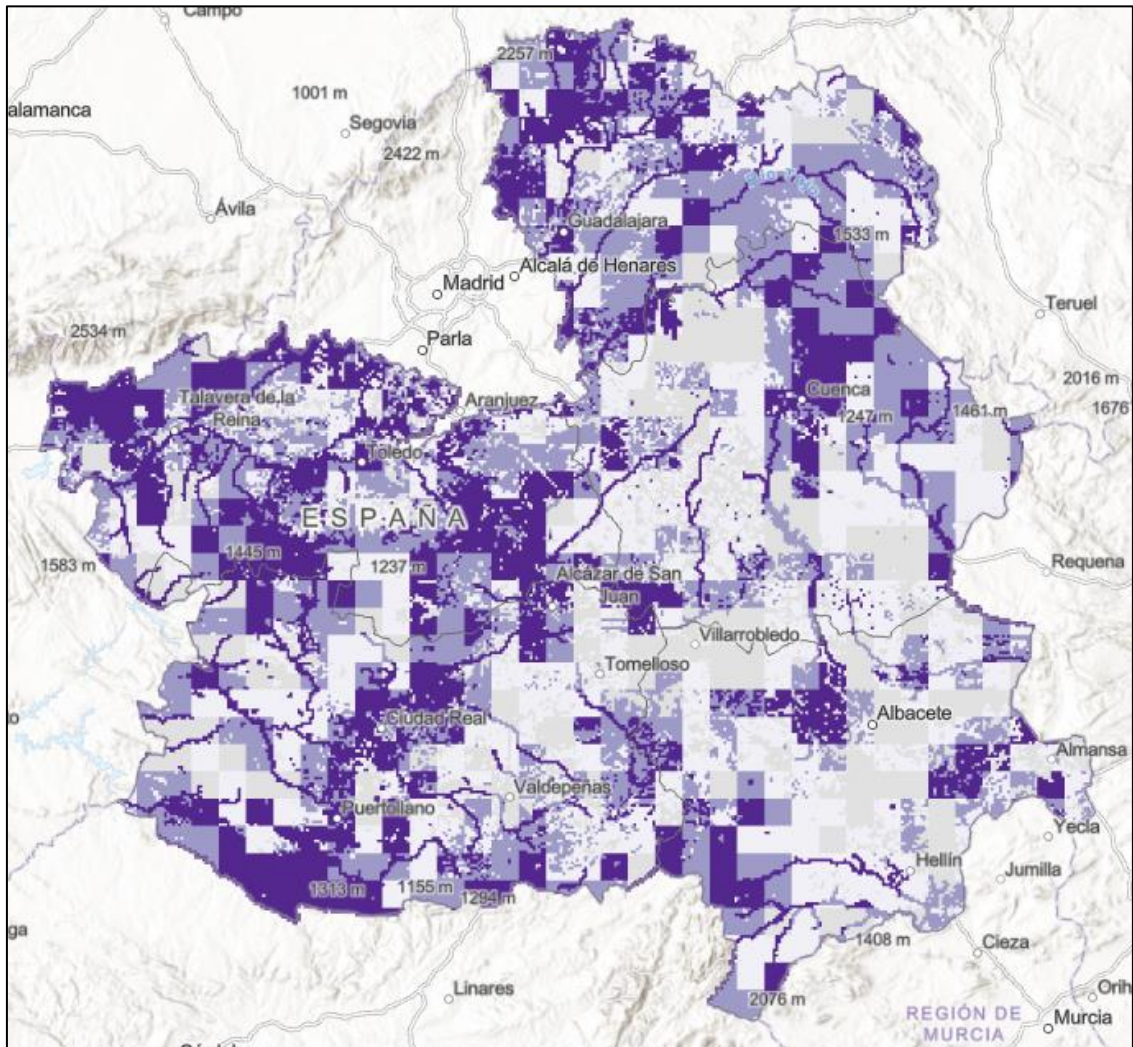 Campo
alamanca
2257 m
1001 m
Segovia
2422 m
Ávila
Guadalajara
1533 m
Alcalá de Henares
Madrid
Teruel
2534 m
Parla
2016 m
Talavera de la
Reina
Aranjuez
Cuenca
1247 m
1461 m
1676
Toledo
ESPAÑA
1445 m
1583 m
1237 m
Alcázar de San
Juan
Requena
Villarrobledo
Tomelloso
Ciudad Real
Albacete
Almansa
Puertollano
Valdepeñas
Yecla
Hellín
Jumilla
1313 m
1155 m
1294 m
ga
1408 m
Cieza
Linares
2076 m
Orih
REGIÓN DE
MURCIA
Murcia